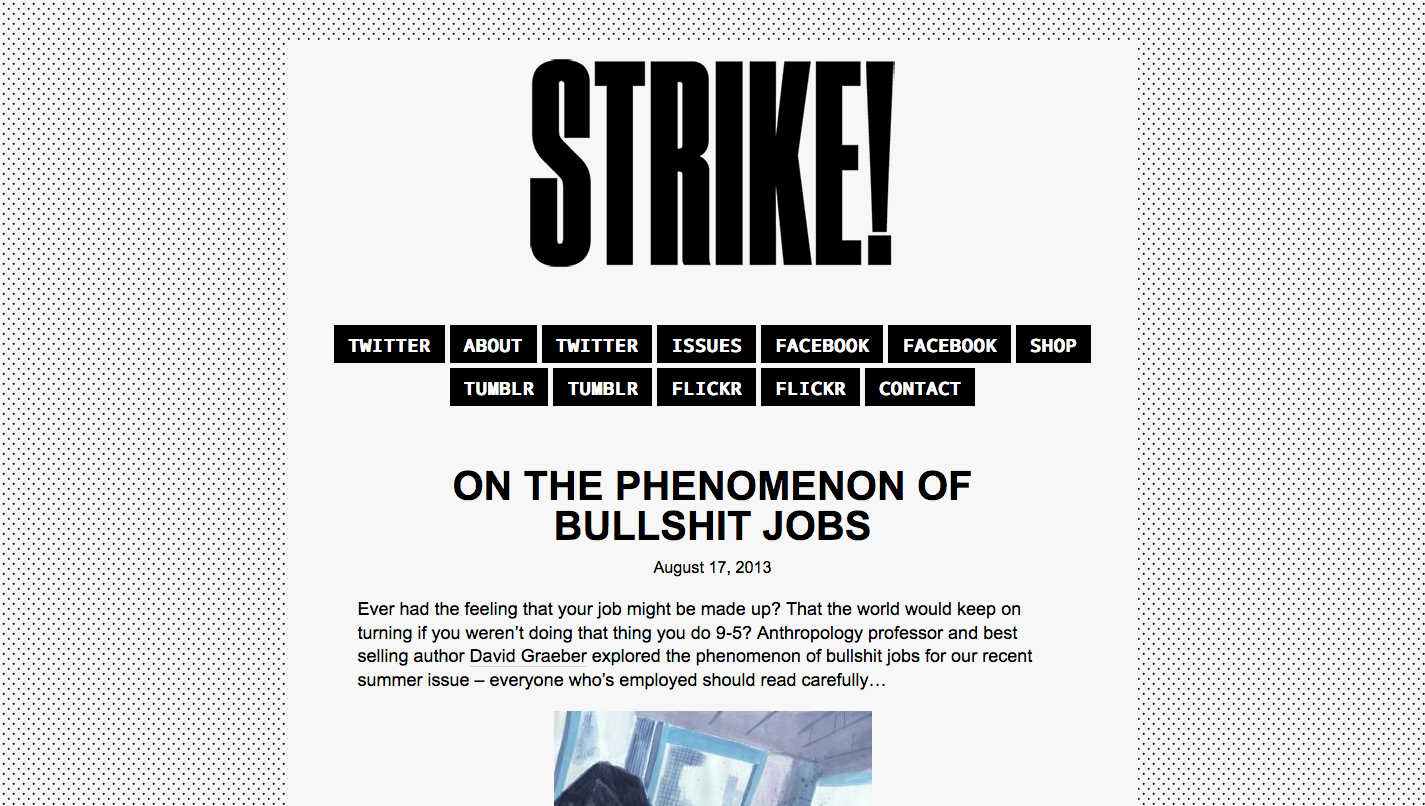 STRIKE!
TWITTER ABOUT TWITTER ISSUES FACEBOOK FACEBOOK SHOP
TUMBLR TUMBLR FLICKR FLICKR CONTACT
ON THE PHENOMENON OF
BULLSHIT JOBS
August 17, 2013
Ever had the feeling that your job might be made up? That the world would keep on
turning if you weren’t doing that thing you do 9-5? Anthropology professor and best
selling author David Graeber explored the phenomenon of bullshit jobs for our recent
summer issue – everyone who’s employed should read carefully…